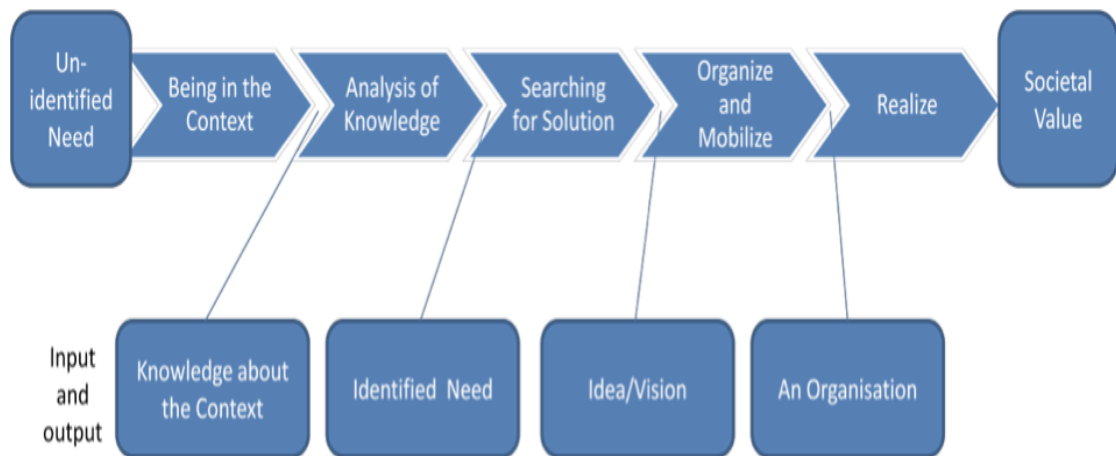 Un-
identified
Need
Being in the
Context
Analysis of
Knowledge
Searching
for Solution
Organize
and
Mobilize
Realize
Societal
Value
Input
and
output
Knowledge about
the Context
Identified Need
Idea/Vision
An Organisation